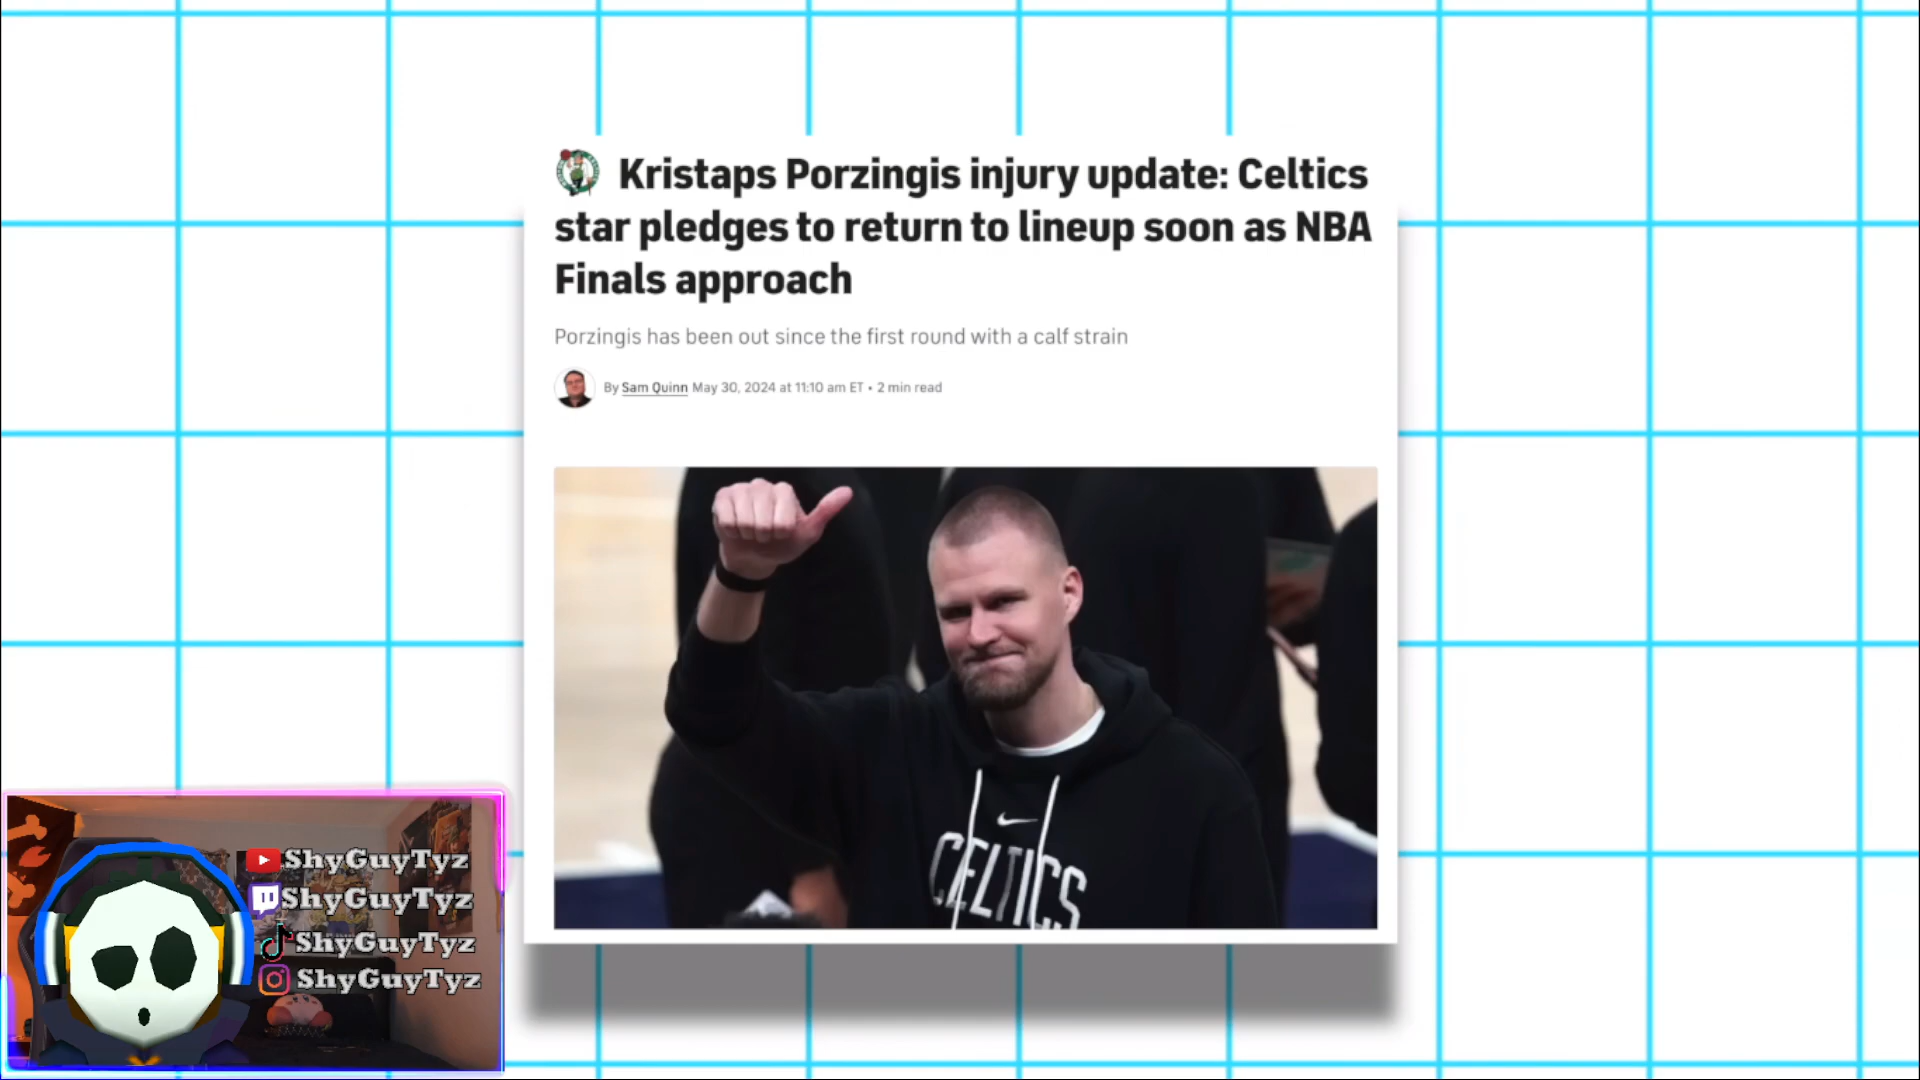 Kristaps Porzingis injury update: Celtics
star pledges to return to lineup soon as NBA
Finals approach
Porzingis has been out since the first round with a calf strain
By Sam Quinn May 30, 2024 at 11:10 am ET • 2 min read
CELTICS
ShyGuyTyz
ShyGuyTyz
ShyGuyTyz
ShyGuyTyz